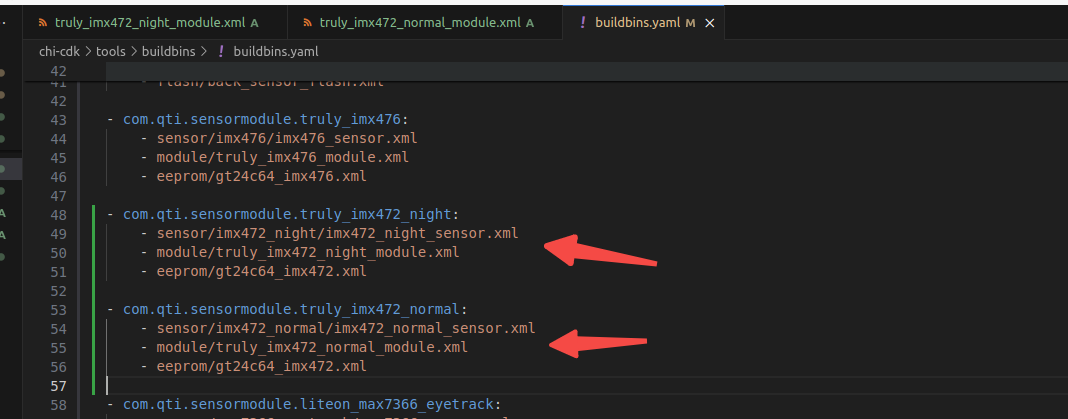 truly_imx472_night_module.xml A
truly_imx472_normal_module.xml A
! buildbins.yaml M ×
chi-cdk > tools > buildbins > ! buildbins.yaml
42
41 - flash/back_sensor_flash.xml
42
43 - com.qti.sensormodule.truly_imx476:
44 - sensor/imx476/imx476_sensor.xml
45 - module/truly_imx476_module.xml
46 - eeprom/gt24c64_imx476.xml
47
48 - com.qti.sensormodule.truly_imx472_night:
49 - sensor/imx472_night/imx472_night_sensor.xml
50 - module/truly_imx472_night_module.xml
51 - eeprom/gt24c64_imx472.xml
52
53 - com.qti.sensormodule.truly_imx472_normal:
54 - sensor/imx472_normal/imx472_normal_sensor.xml
55 - module/truly_imx472_normal_module.xml
56 - eeprom/gt24c64_imx472.xml
57
58 - com.qti.sensormodule.liteon_max7366_eyetrack:
A
A